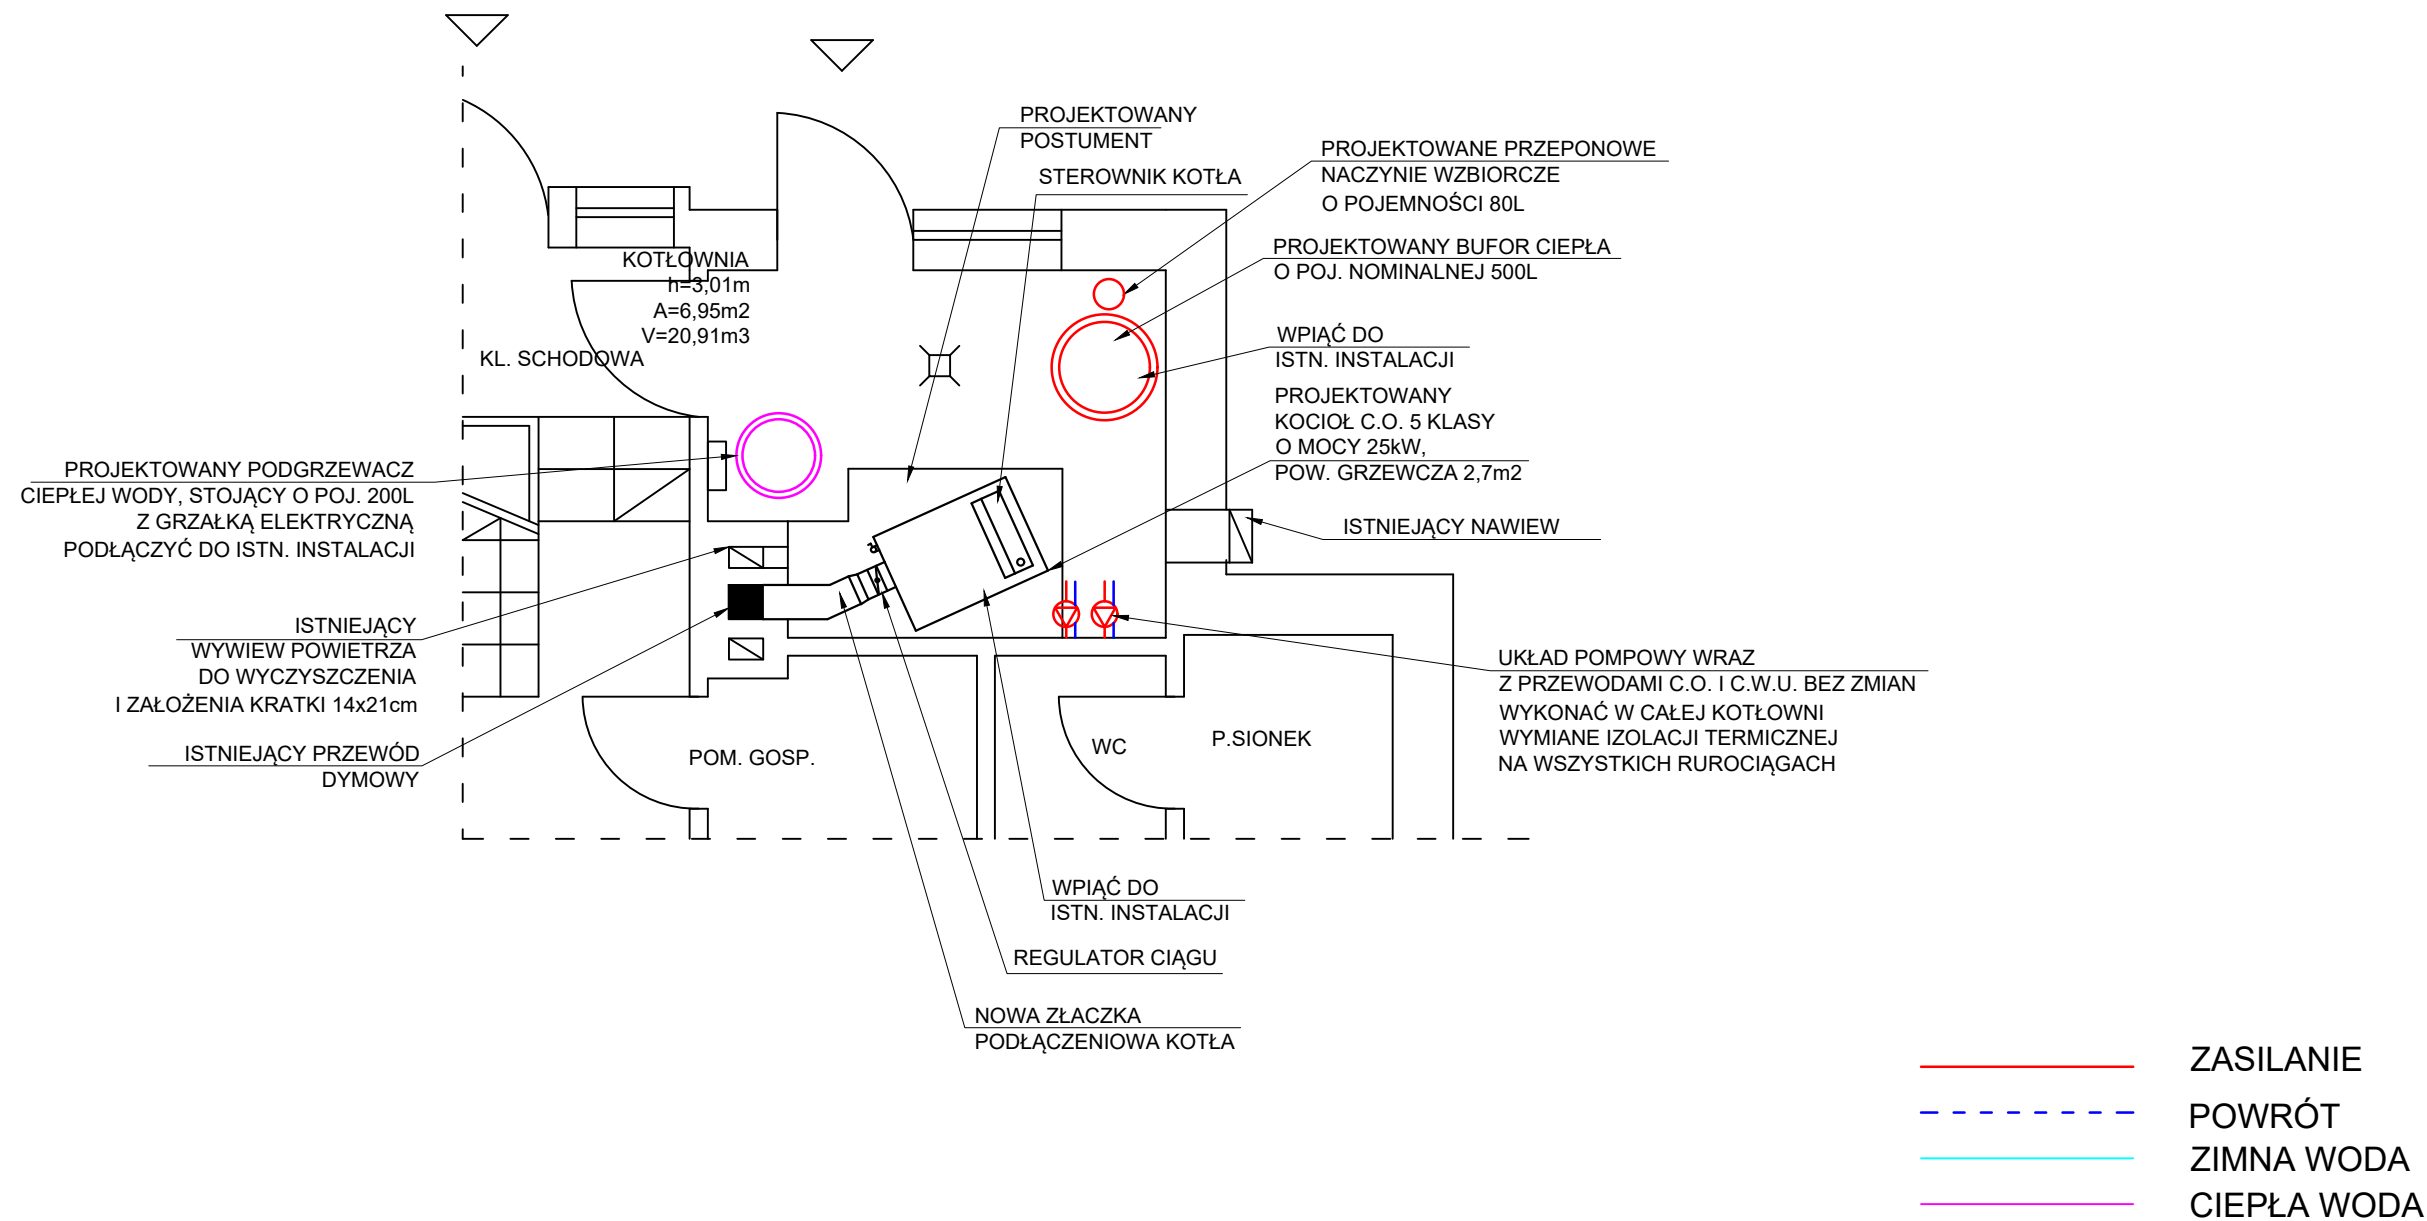 PROJEKTOWANY
POSTUMENT
STEROWNIK KOTŁA
PROJEKTOWANE PRZEPONOWE
NACZYNIE WZBIORCZE
O POJEMNOŚCI 80L
PROJEKTOWANY BUFOR CIEPŁA
O POJ. NOMINALNEJ 500L
KOTŁOWNIA
h=3,01m
A=6,95m2
V=20,91m3
KL. SCHODOWA
WPIĄĆ DO
ISTN. INSTALACJI
PROJEKTOWANY
KOCIOŁ C.O. 5 KLASY
O MOCY 25kW,
POW. GRZEWCZA 2,7m2
PROJEKTOWANY PODGRZEWACZ
CIEPŁEJ WODY, STOJĄCY O POJ. 200L
Z GRZAŁKĄ ELEKTRYCZNĄ
PODŁĄCZYĆ DO ISTN. INSTALACJI
ISTNIEJĄCY NAWIEW
ISTNIEJĄCY
WYWIEW POWIETRZA
DO WYCZYSZCZENIA
I ZAŁOŻENIA KRATKI 14x21cm
ISTNIEJĄCY PRZEWÓD
DYMOWY
POM. GOSP.
WC
P.SIONEK
UKŁAD POMPOWY WRAZ
Z PRZEWODAMI C.O. I C.W.U. BEZ ZMIAN
WYKONAĆ W CAŁEJ KOTŁOWNI
WYMIANE IZOLACJI TERMICZNEJ
NA WSZYSTKICH RUROCIĄGACH
WPIĄĆ DO
ISTN. INSTALACJI
REGULATOR CIĄGU
NOWA ZŁACZKA
PODŁĄCZENIOWA KOTŁA
ZASILANIE
POWRÓT
ZIMNA WODA
CIEPŁA WODA